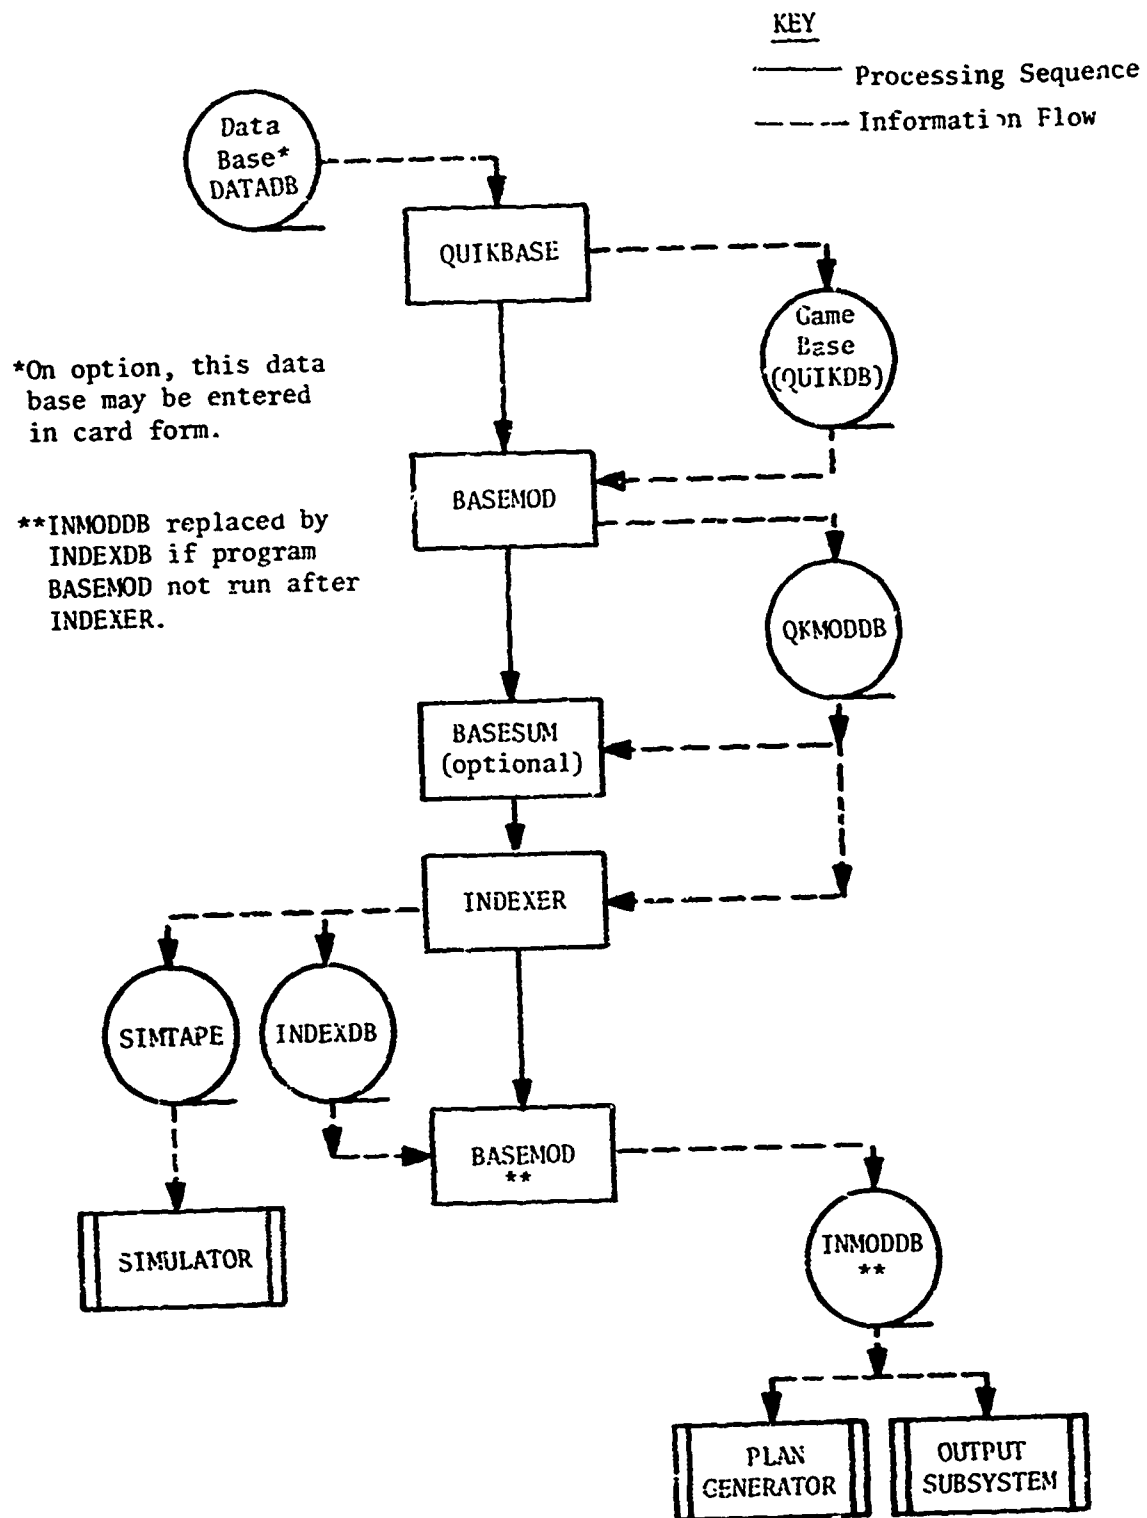 KEY
Processing Sequence
Information Flow
Data
Base*
DATADB
QUIKBASE
Game
Base
(QUIKDB)
*On option, this data
base may be entered
in card form.
BASEMOD
**INMODDB replaced by
INDEXDB if program
BASEMOD not run after
INDEXER.
QKMODDB
BASESUM
(optional)
INDEXER
SIMTAPE
INDEXDB
BASEMOD
**
SIMULATOR
INMODDB
**
PLAN
GENERATOR
OUTPUT
SUBSYSTEM